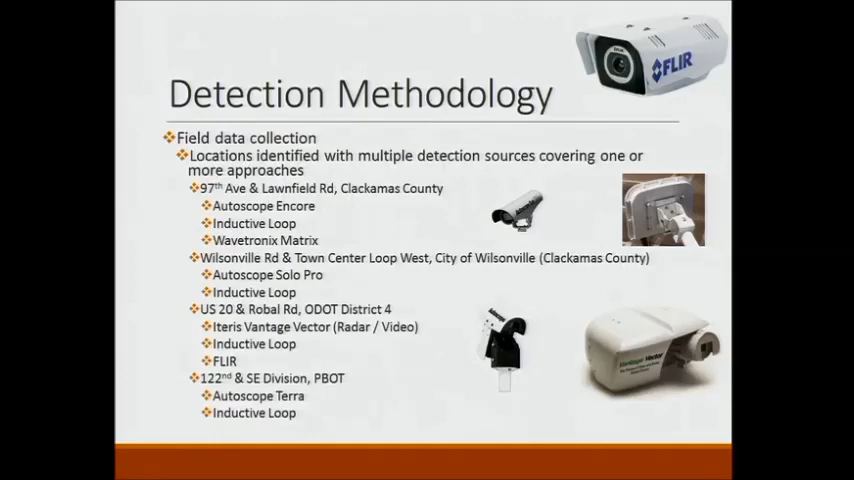 FLIR
Detection Methodology
Field data collection
Locations identified with multiple detection sources covering one or
more approaches
97th Ave & Lawnfield Rd, Clackamas County
Autoscope Encore
Inductive Loop
Wavetronix Matrix
Wilsonville Rd & Town Center Loop West, City of Wilsonville (Clackamas County)
Autoscope Solo Pro
Inductive Loop
US 20 & Robal Rd, ODOT District 4
Iteris Vantage Vector (Radar / Video)
Inductive Loop
FLIR
122nd & SE Division, PBOT
Autoscope Terra
Inductive Loop
Vantage Vector